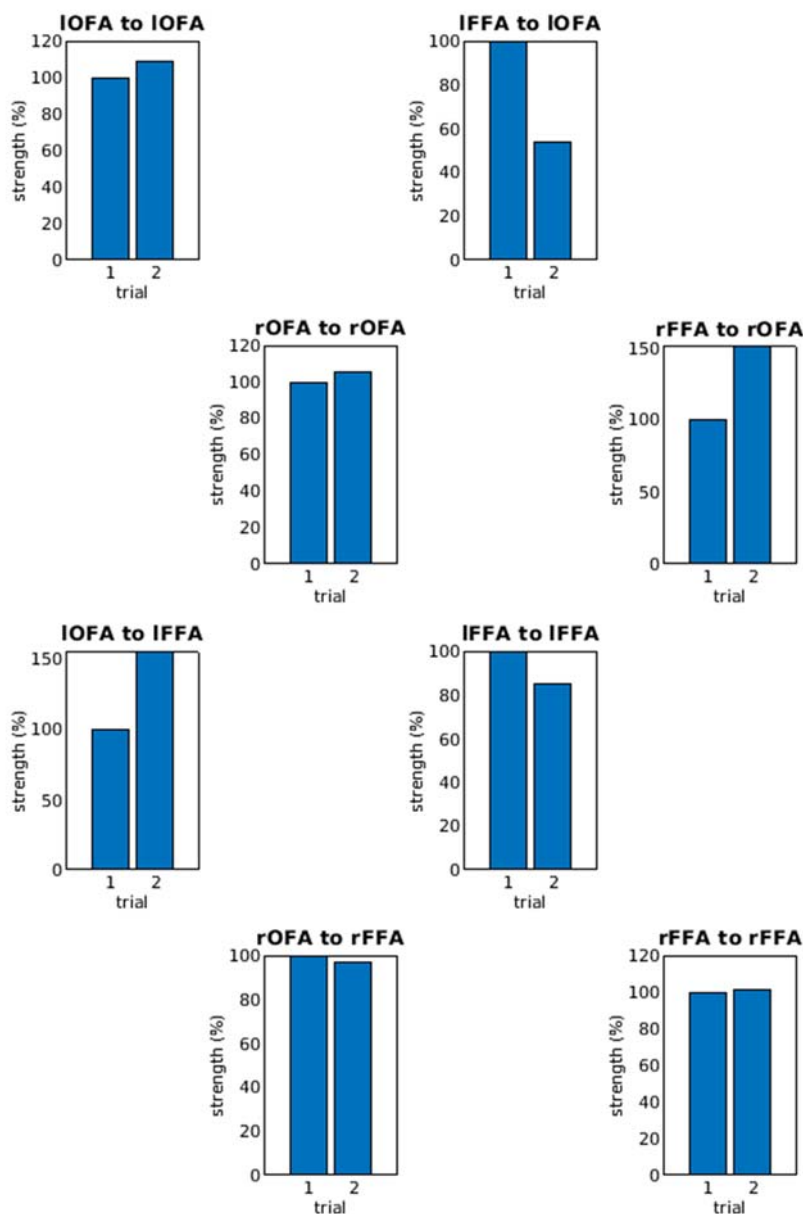 lOFA to lOFA
120
100
80
60
40
20
0
strength (%)
1 2
trial
lFFA to lOFA
100
80
60
40
20
0
strength (%)
1 2
trial
rOFA to rOFA
120
100
80
60
40
20
0
strength (%)
1 2
trial
rFFA to rOFA
150
100
50
0
strength (%)
1 2
trial
lOFA to lFFA
150
100
50
0
strength (%)
1 2
trial
lFFA to lFFA
100
80
60
40
20
0
strength (%)
1 2
trial
rOFA to rFFA
100
80
60
40
20
0
strength (%)
1 2
trial
rFFA to rFFA
120
100
80
60
40
20
0
strength (%)
1 2
trial